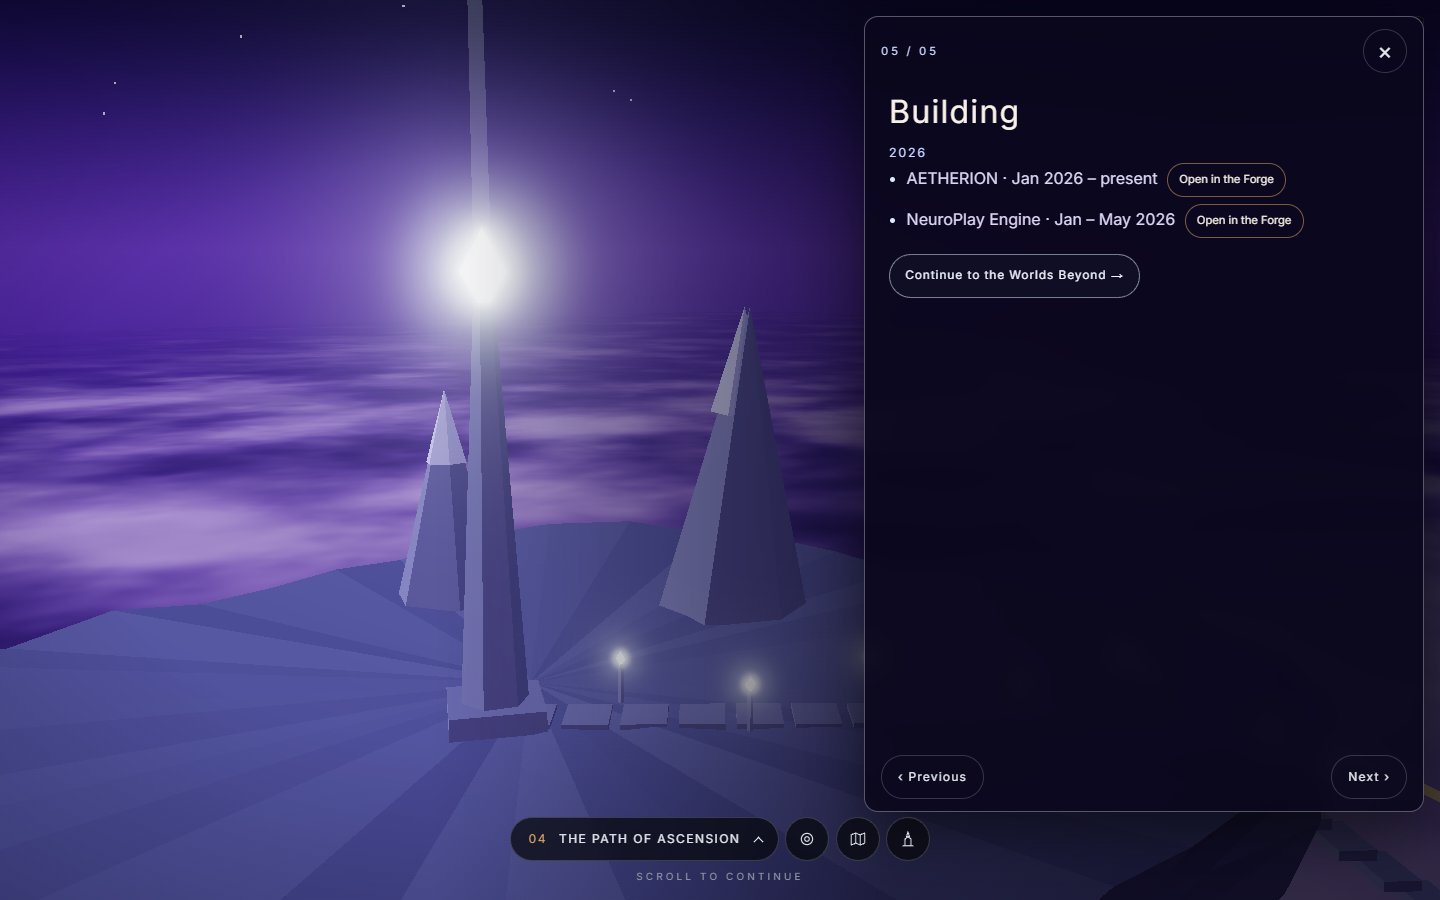 05 / 05
×
Building
2026
• AETHERION · Jan 2026 – present Open in the Forge
• NeuroPlay Engine · Jan – May 2026 Open in the Forge
Continue to the Worlds Beyond →
‹ Previous Next ›
04 THE PATH OF ASCENSION
SCROLL TO CONTINUE